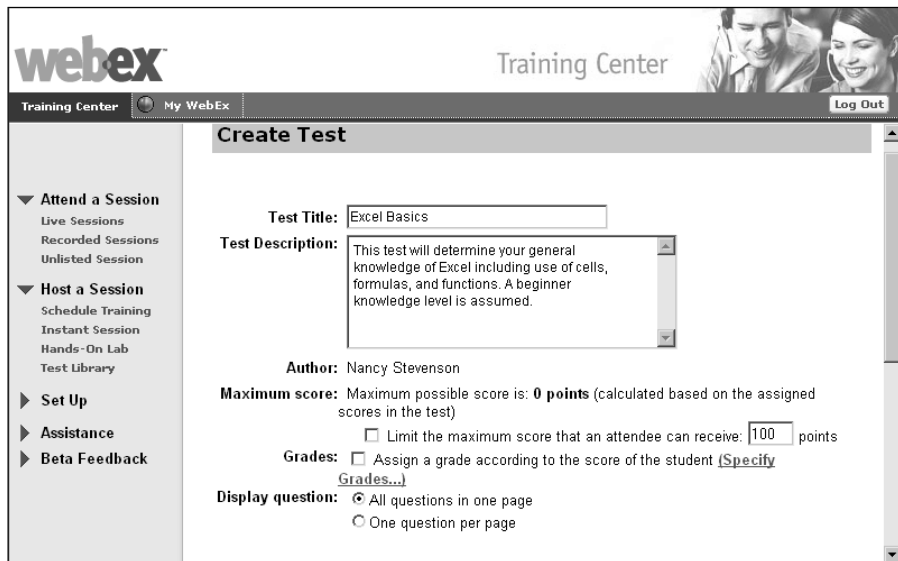 webex
Training Center
Training Center
My WebEx
Log Out
Create Test
Attend a Session
Live Sessions
Recorded Sessions
Unlisted Session
Host a Session
Schedule Training
Instant Session
Hands-On Lab
Test Library
Set Up
Assistance
Beta Feedback
Test Title: Excel Basics
Test Description: This test will determine your general
knowledge of Excel including use of cells,
formulas, and functions. A beginner
knowledge level is assumed.
Author: Nancy Stevenson
Maximum score: Maximum possible score is: 0 points (calculated based on the assigned
scores in the test)
Limit the maximum score that an attendee can receive: 100 points
Grades: Assign a grade according to the score of the student (Specify
Grades...)
Display question: All questions in one page
One question per page